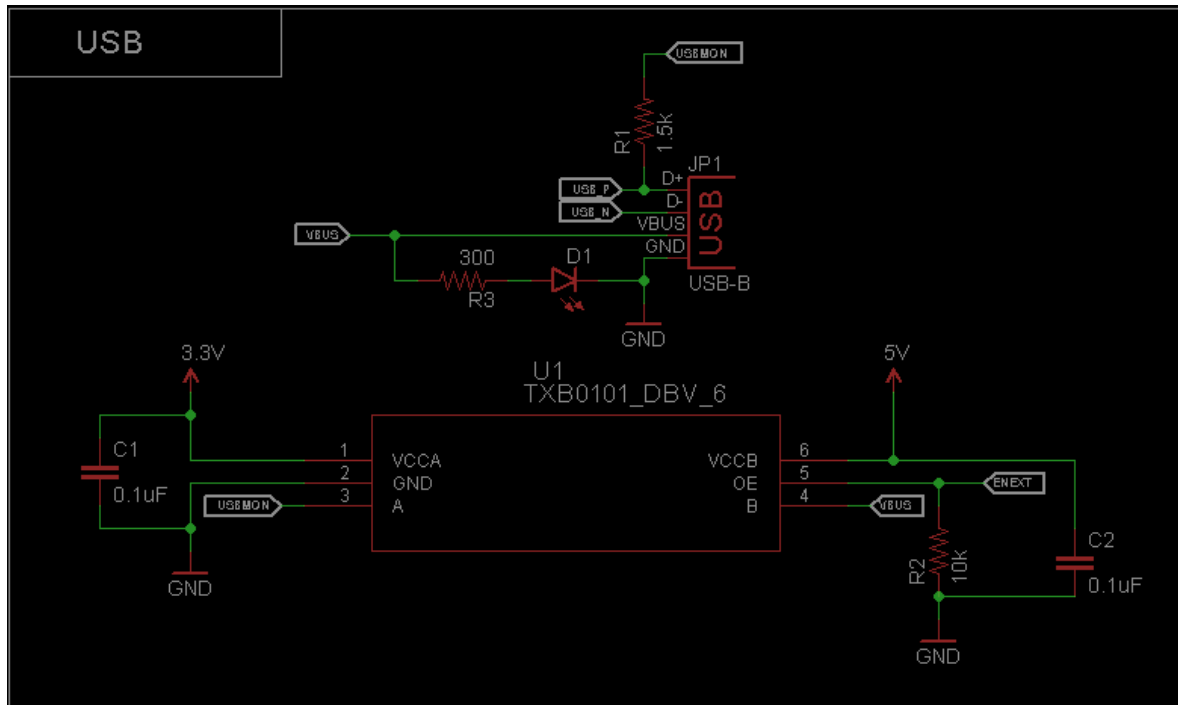 USB
USBMON
R1
1.5k
JP1
D+
USB_P
D-
USB_N
VBUS
VBUS
GND
USB
300
D1
R3
USB-B
GND
3.3V
5V
U1
TXB0101_DBV_6
C1
0.1uF
1
VCCA
VCCB
6
2
GND
OE
5
ENEXT
USBMON
3
A
B
4
VBUS
R2
10k
C2
0.1uF
GND
GND